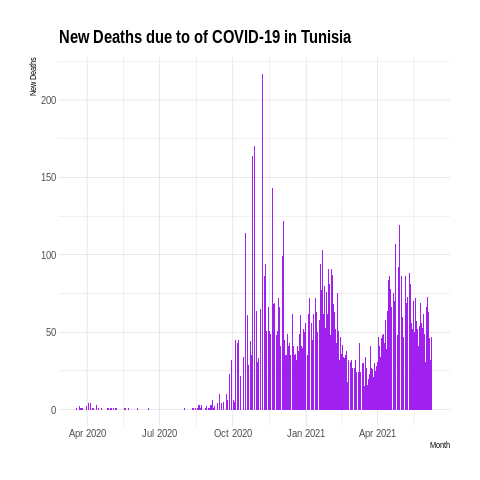 New Deaths due to of COVID-19 in Tunisia
New Deaths
200
150
100
50
0
Apr 2020 Jul 2020 Oct 2020 Jan 2021 Apr 2021
Month